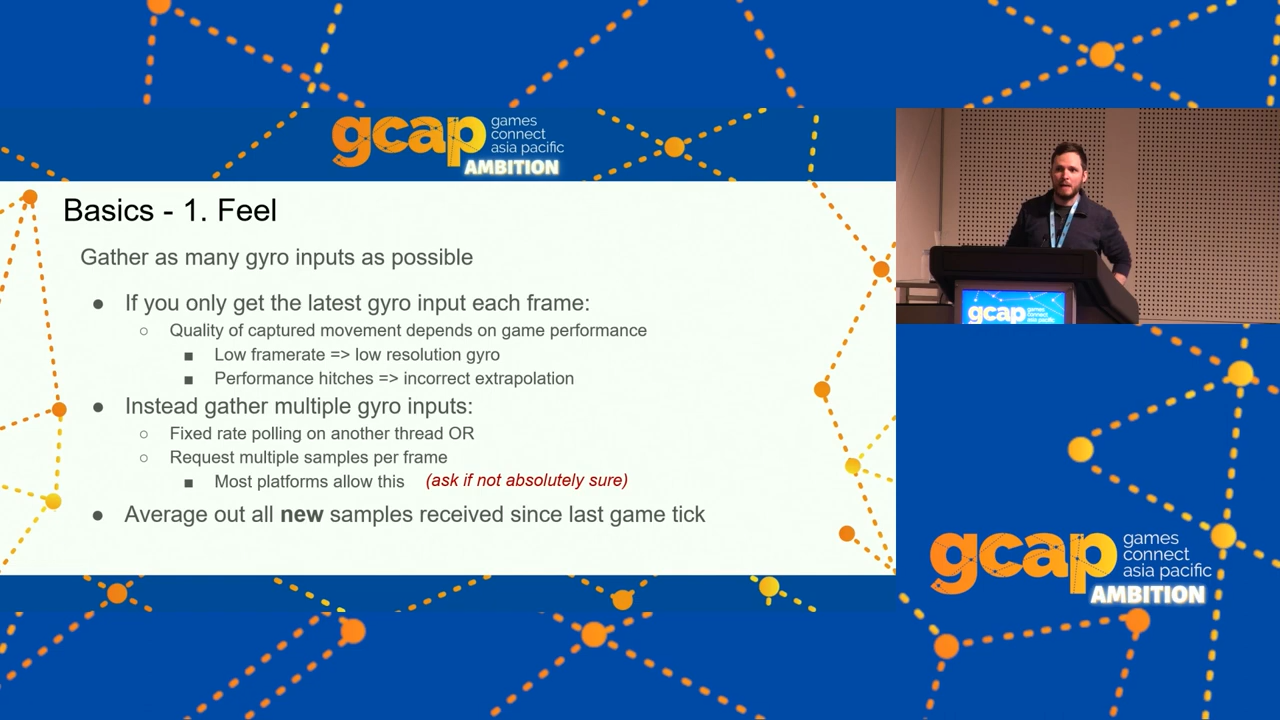 gcap games connect asia pacific
AMBITION
Basics - 1. Feel
Gather as many gyro inputs as possible
● If you only get the latest gyro input each frame:
○ Quality of captured movement depends on game performance
■ Low framerate => low resolution gyro
■ Performance hitches => incorrect extrapolation
● Instead gather multiple gyro inputs:
○ Fixed rate polling on another thread OR
○ Request multiple samples per frame
■ Most platforms allow this (ask if not absolutely sure)
● Average out all new samples received since last game tick
gcap games connect asia pacific
gcap games connect asia pacific
AMBITION